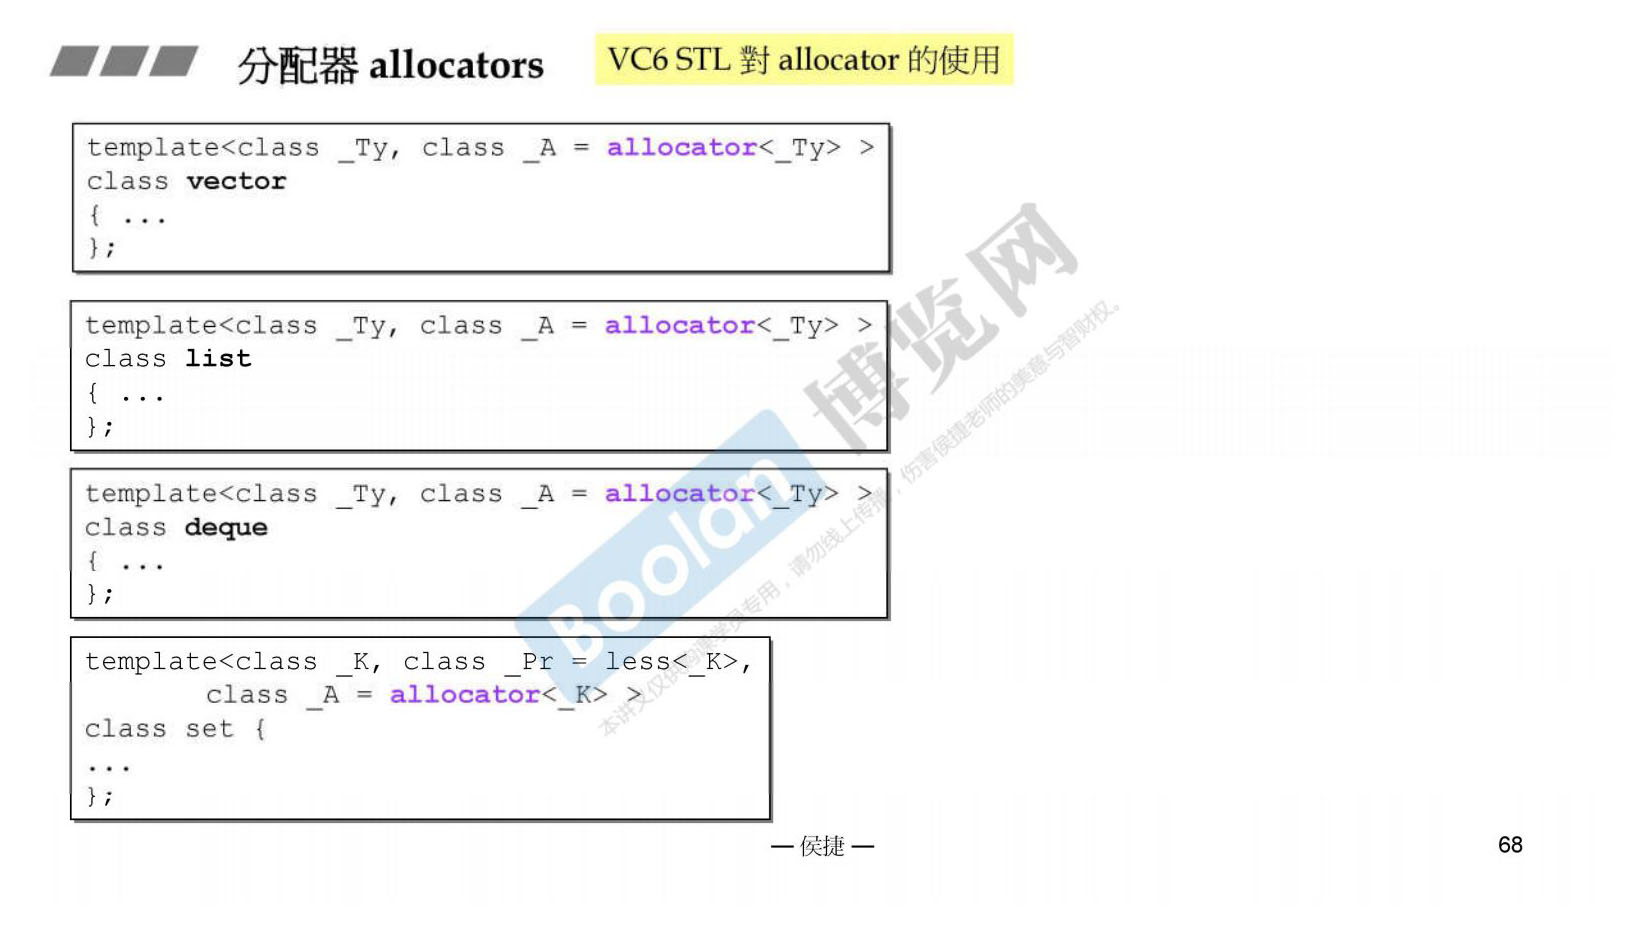 分配器 allocators
VC6 STL 對 allocator 的使用
template<class _Ty, class _A = allocator<_Ty> >
class vector
{ ...
};
template<class _Ty, class _A = allocator<_Ty> >
class list
{ ...
};
template<class _Ty, class _A = allocator<_Ty> >
class deque
{ ...
};
template<class _K, class _Pr = less<_K>,
class _A = allocator<_K> >
class set {
...
};
Boolan 博览网
本讲义仅供购课学员专用，请勿线上传播，伤害侯捷老师的美意与智财权。
— 侯捷 —
68